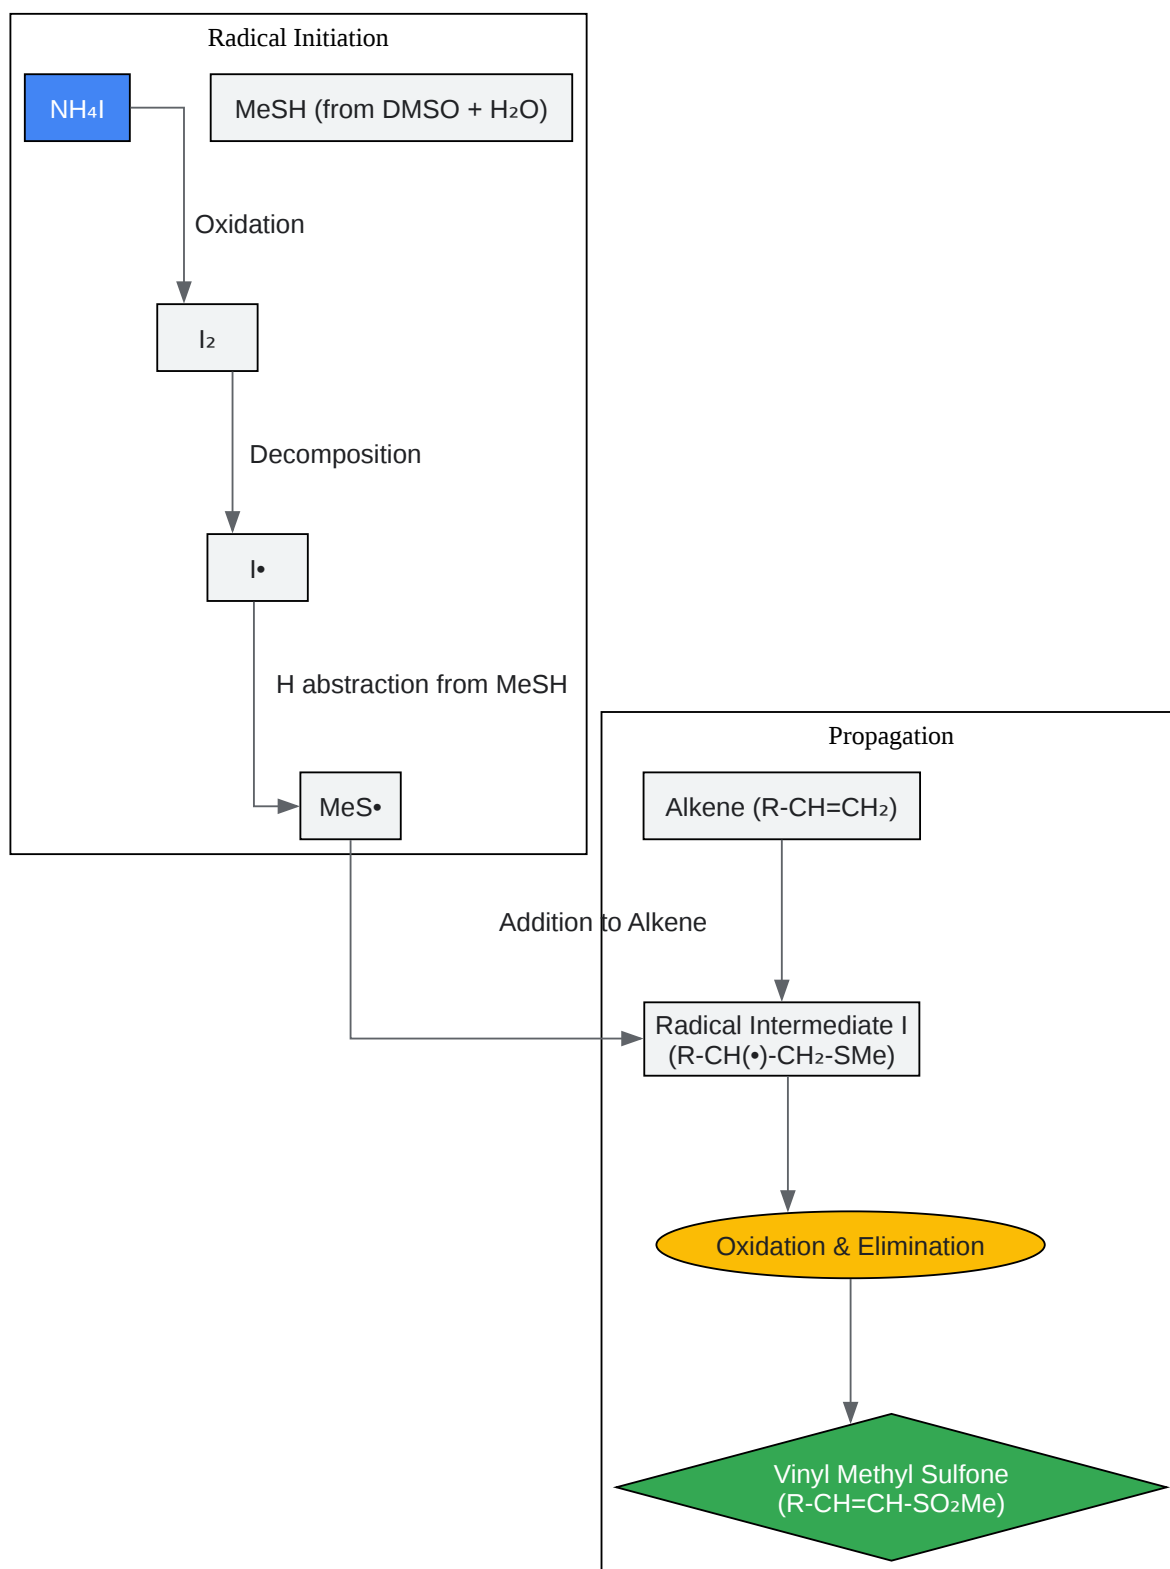 Radical Initiation
NH₄I
MeSH (from DMSO + H₂O)
Oxidation
I₂
Decomposition
I•
H abstraction from MeSH
MeS•
Propagation
Alkene (R-CH=CH₂)
Addition to Alkene
Radical Intermediate I
(R-CH(•)-CH₂-SMe)
Oxidation & Elimination
Vinyl Methyl Sulfone
(R-CH=CH-SO₂Me)